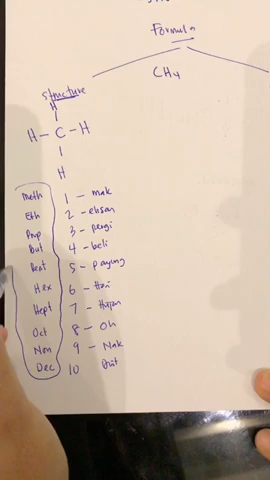 Formula
CH4
structure
H
H-C-H
H
Meth 1 - mak
Eth 2 - ehsan
Prop 3 - pergi
But 4 - beli
Pent 5 - payung
Hex 6 - Hari
Hept 7 - Hujan
Oct 8 - Oh
Non 9 - Nak
Dec 10 Duit